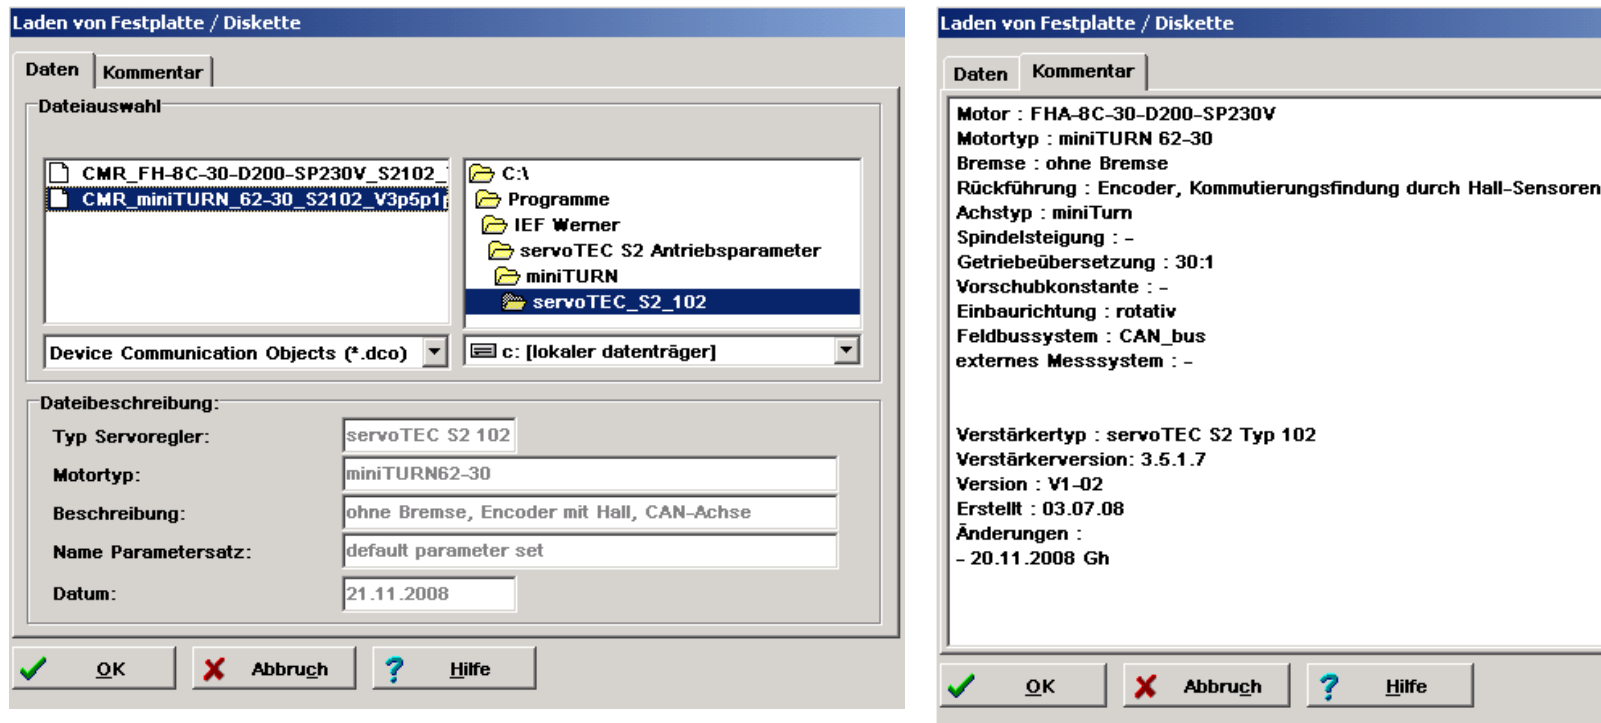 Laden von Festplatte / Diskette
Daten
Kommentar
Dateiauswahl
CMR_FH-8C-30-D200-SP230V_S2102_
CMR_miniTURN_62-30_S2102_V3p5p1
C:\
Programme
IEF Werner
servoTEC S2 Antriebsparameter
miniTURN
servoTEC_S2_102
Device Communication Objects (*.dco)
c: [lokaler datenträger]
Dateibeschreibung:
Typ Servoregler:
servoTEC S2 102
Motortyp:
miniTURN62-30
Beschreibung:
ohne Bremse, Encoder mit Hall, CAN-Achse
Name Parametersatz:
default parameter set
Datum:
21.11.2008
OK
Abbruch
Hilfe
Laden von Festplatte / Diskette
Daten
Kommentar
Motor : FHA-8C-30-D200-SP230V
Motortyp : miniTURN 62-30
Bremse : ohne Bremse
Rückführung : Encoder, Kommutierungsfindung durch Hall-Sensoren
Achstyp : miniTurn
Spindelsteigung : -
Getriebeübersetzung : 30:1
Vorschubkonstante : -
Einbaurichtung : rotativ
Feldbussystem : CAN_bus
externes Messsystem : -
Verstärkertyp : servoTEC S2 Typ 102
Verstärkerversion: 3.5.1.7
Version : V1-02
Erstellt : 03.07.08
Änderungen :
- 20.11.2008 Gh
OK
Abbruch
Hilfe